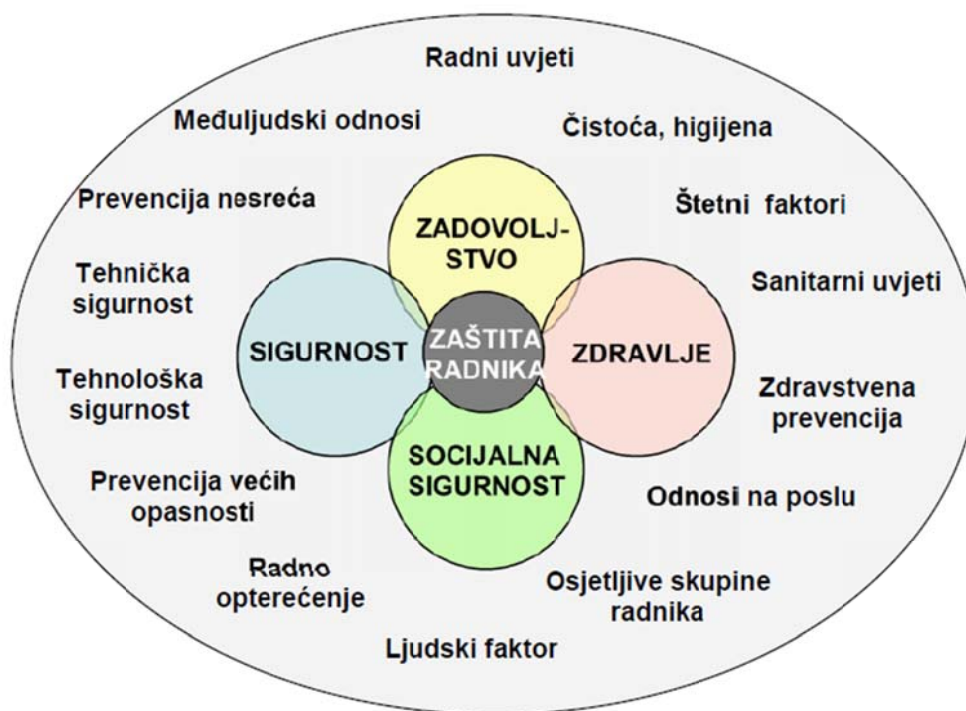 Radni uvjeti
Međuljudski odnosi
Čistoća, higijena
Prevencija nesreća
Štetni faktori
ZADOVOLJ-
STVO
Tehnička
sigurnost
Sanitarni uvjeti
SIGURNOST
ZAŠTITA
RADNIKA
ZDRAVLJE
Tehnološka
sigurnost
Zdravstvena
prevencija
SOCIJALNA
SIGURNOST
Prevencija većih
opasnosti
Odnosi na poslu
Radno
opterećenje
Osjetljive skupine
radnika
Ljudski faktor